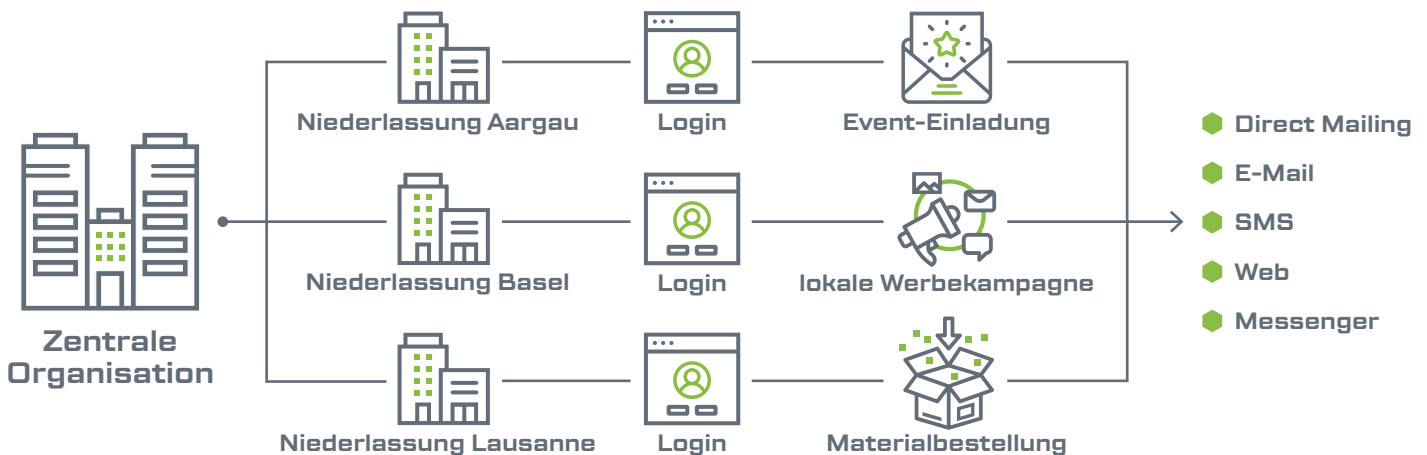 Zentrale
Organisation
Niederlassung Aargau
Login
Event-Einladung
Niederlassung Basel
Login
lokale Werbekampagne
Niederlassung Lausanne
Login
Materialbestellung
Direct Mailing
E-Mail
SMS
Web
Messenger